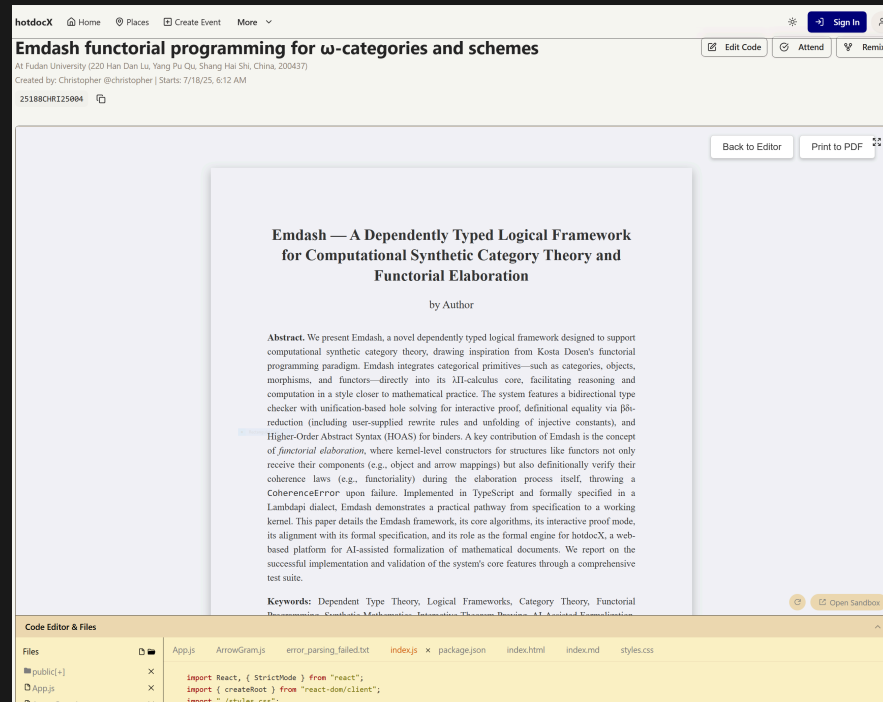 hotdocX Home Places Create Event More Sign In
Emdash functorial programming for ω-categories and schemes
Edit Code Attend
At Fudan University (220 Han Dan Lu, Yang Pu Qu, Shang Hai Shi, China, 200437)
Created by: Christopher @christopher | Starts: 7/18/25, 6:12 AM
25188CHRI25004
Back to Editor Print to PDF
Emdash — A Dependently Typed Logical Framework
for Computational Synthetic Category Theory and
Functorial Elaboration
by Author
Abstract. We present Emdash, a novel dependently typed logical framework designed to support
computational synthetic category theory, drawing inspiration from Kosta Dosen's functorial
programming paradigm. Emdash integrates categorical primitives—such as categories, objects,
morphisms, and functors—directly into its λΠ-calculus core, facilitating reasoning and
computation in a style closer to mathematical practice. The system features a bidirectional type
checker with unification-based hole solving for interactive proof, definitional equality via βδι-
reduction (including user-supplied rewrite rules and unfolding of injective constants), and
Higher-Order Abstract Syntax (HOAS) for binders. A key contribution of Emdash is the concept
of functorial elaboration, where kernel-level constructors for structures like functors not only
receive their components (e.g., object and arrow mappings) but also definitionally verify their
coherence laws (e.g., functoriality) during the elaboration process itself, throwing a
CoherenceError upon failure. Implemented in TypeScript and formally specified in a
Lambdapi dialect, Emdash demonstrates a practical pathway from specification to a working
kernel. This paper details the Emdash framework, its core algorithms, its interactive proof mode,
its alignment with its formal specification, and its role as the formal engine for hotdocX, a web-
based platform for AI-assisted formalization of mathematical documents. We report on the
successful implementation and validation of the system's core features through a comprehensive
test suite.
Keywords: Dependent Type Theory, Logical Frameworks, Category Theory, Functorial
Open Sandbox
Code Editor & Files
Files
App.js ArrowGram.js error_parsing_failed.txt index.js × package.json index.html index.md styles.css
public[+]
App.js
import React, { StrictMode } from "react";
import { createRoot } from "react-dom/client";
import "./styles.css";